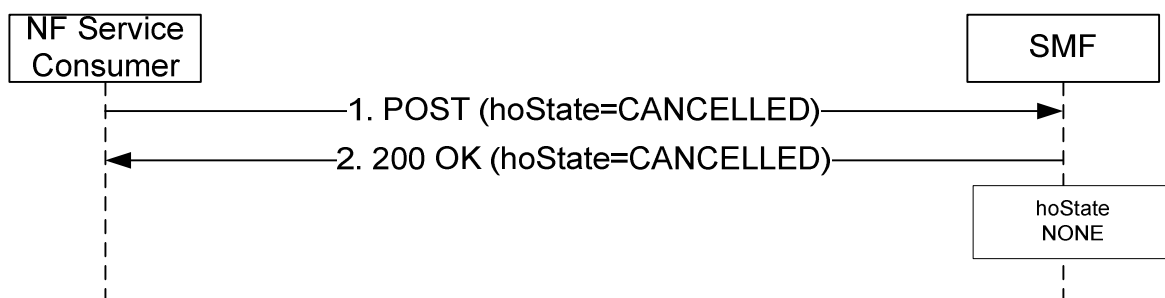 NF Service
Consumer
SMF
1. POST (hoState=CANCELLED)
2. 200 OK (hoState=CANCELLED)
hoState
NONE